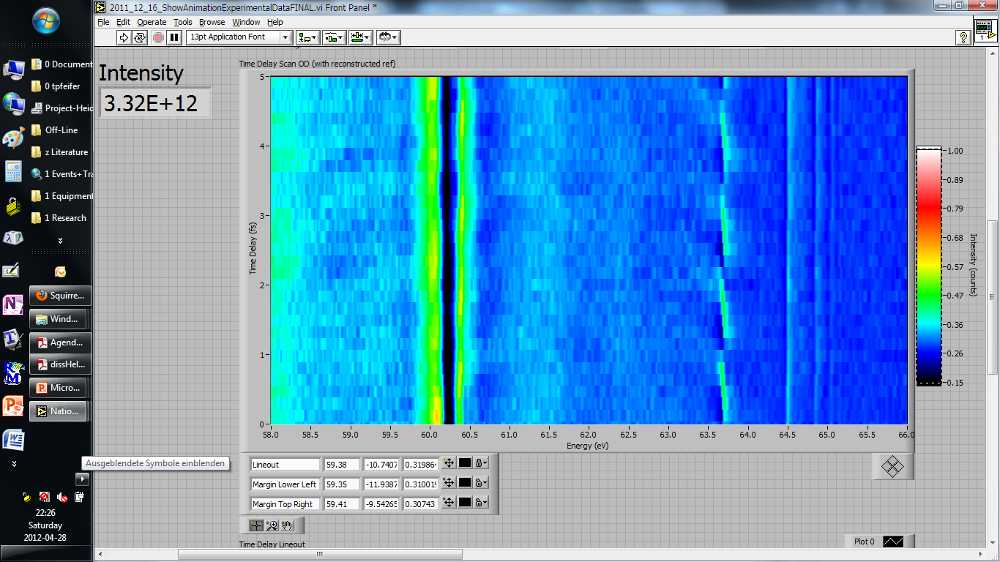 2011_12_16_ShowAnimationExperimentalDataFINAL.vi Front Panel *
File Edit Operate Tools Browse Window Help
13pt Application Font
1
0 Document
0 tpfeifer
Project-Heid
Off-Line
z Literature
1 Events+Tra
1 Equipment
1 Research
Squirre...
Wind...
Agend...
dissHel...
Micro...
Natio...
Ausgeblendete Symbole einblenden
22:26
Saturday
2012-04-28
Intensity
3.32E+12
Time Delay Scan OD (with reconstructed ref)
Time Delay (fs)
5
4
3
2
1
0
58.0 58.5 59.0 59.5 60.0 60.5 61.0 61.5 62.0 62.5 63.0 63.5 64.0 64.5 65.0 65.5 66.0
Energy (eV)
1.00
0.89
0.79
0.68
0.57
0.47
0.36
0.26
0.15
Intensity (counts)
Lineout 59.38 -10.7407 0.31986
Margin Lower Left 59.35 -11.9387 0.31001
Margin Top Right 59.41 -9.54265 0.30743
Time Delay Lineout
Plot 0